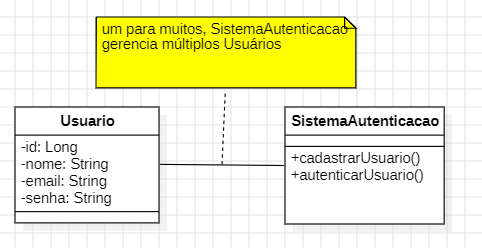 um para muitos, SistemaAutenticacao
gerencia múltiplos Usuários
Usuario
-id: Long
-nome: String
-email: String
-senha: String
SistemaAutenticacao
+cadastrarUsuario()
+autenticarUsuario()